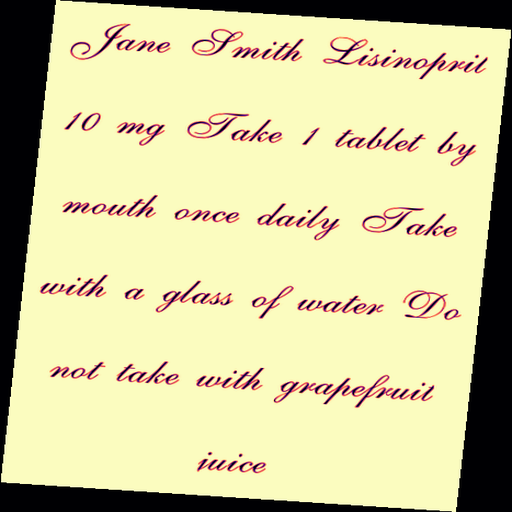 Jane Smith Lisinopril
10 mg Take 1 tablet by
mouth once daily Take
with a glass of water Do
not take with grapefruit
juice